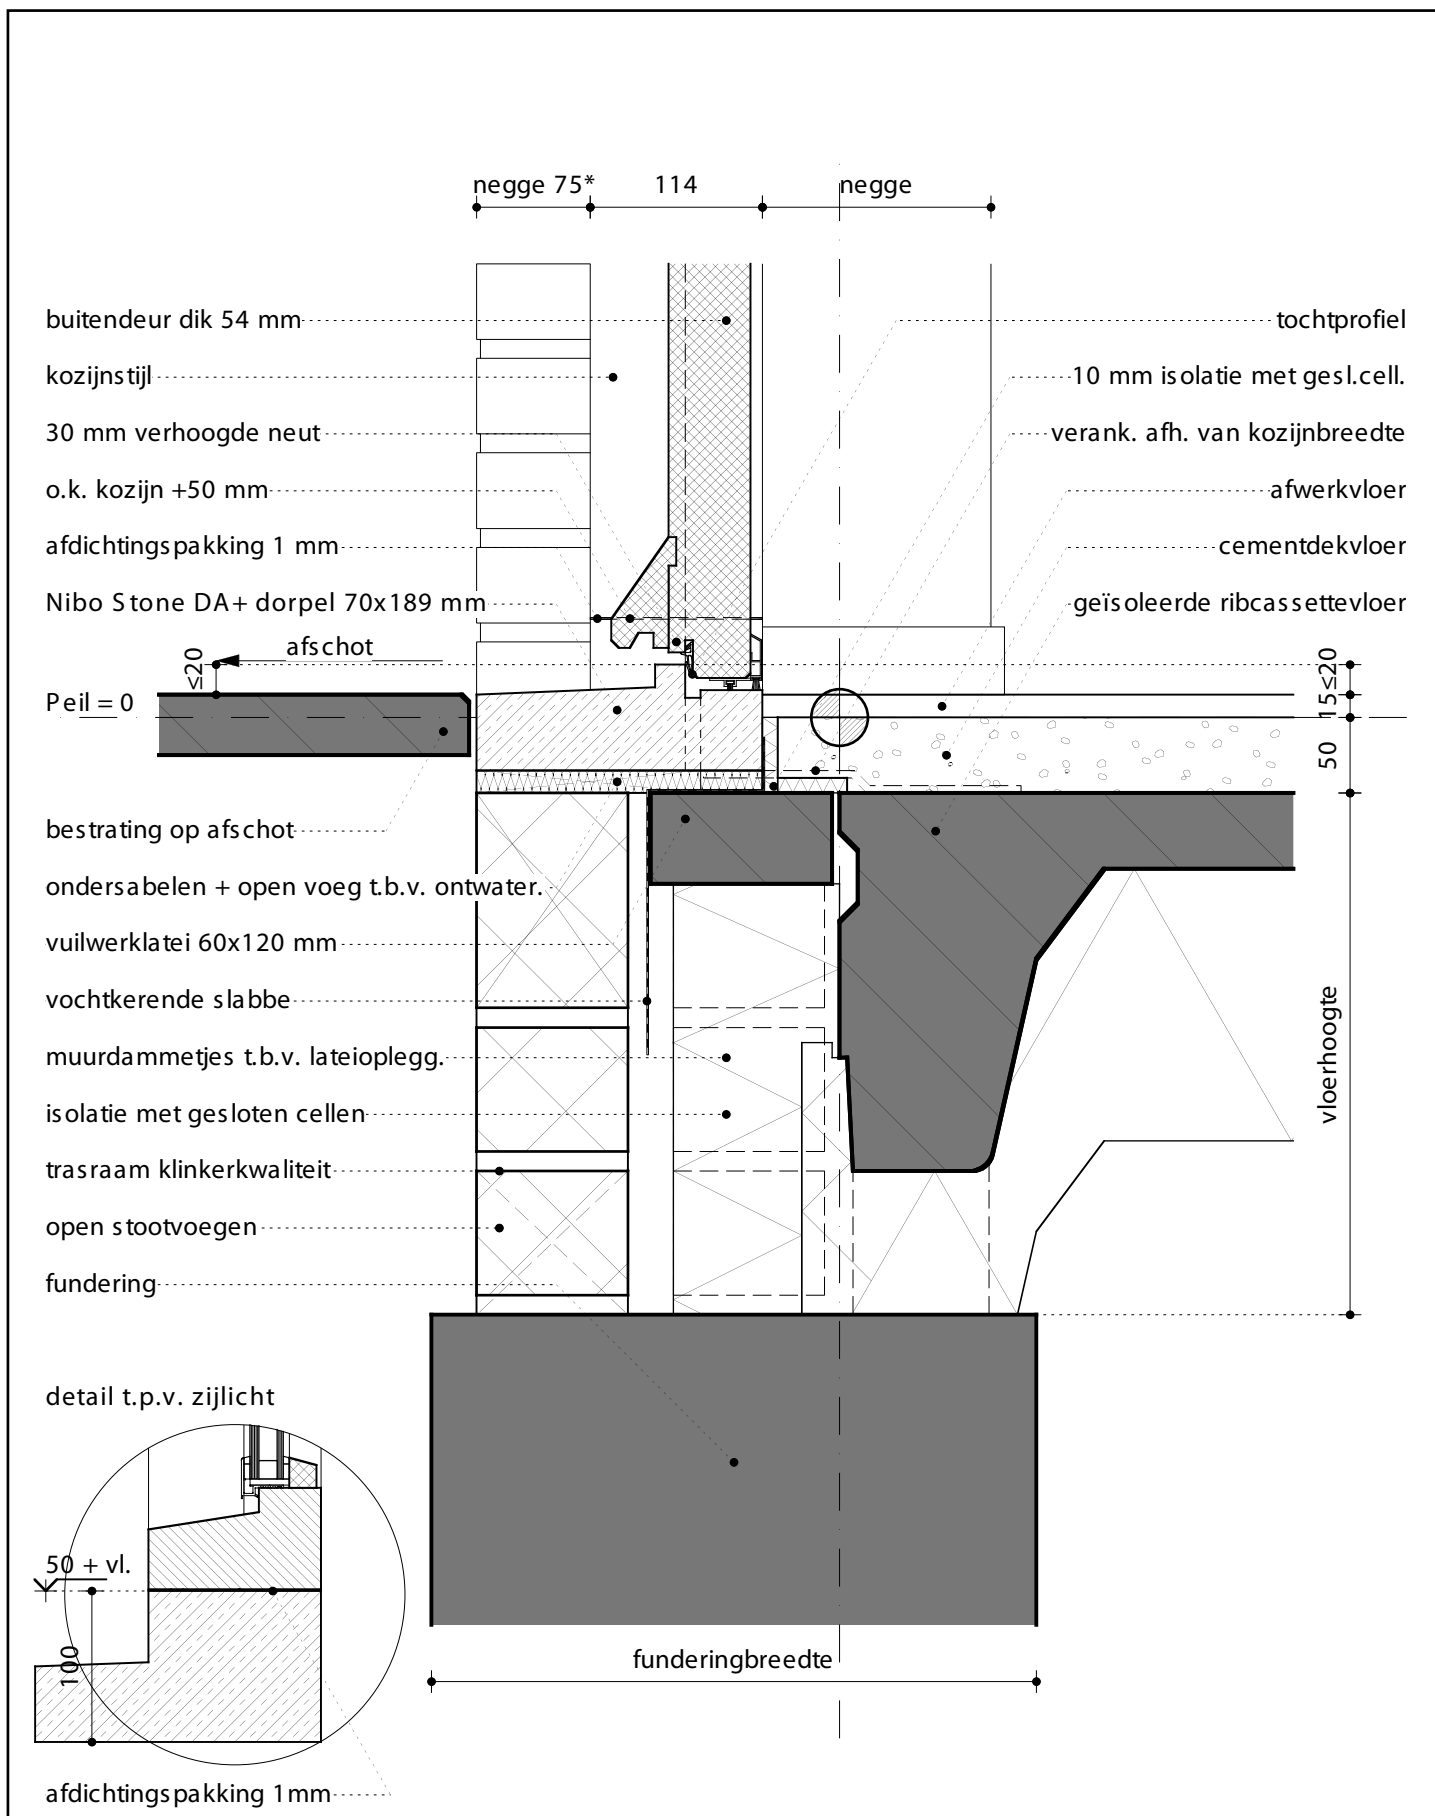 negge 75*
114
negge
buitendeur dik 54 mm
kozijnstijl
30 mm verhoogde neut
o.k. kozijn +50 mm
afdichtingspakking 1 mm
Nibo Stone DA+ dorpel 70x189 mm
afschot
≤20
Peil = 0
tochtprofiel
10 mm isolatie met gesl.cell.
verank. afh. van kozijnbreedte
afwerkvloer
cementdekvloer
geïsoleerde ribcassettevloer
≤20
15
50
vloerhoogte
bestrating op afschot
ondersabelen + open voeg t.b.v. ontwater.
vuilwerklatei 60x120 mm
vochtkerende slabbe
muurdammetjes t.b.v. lateioplegg.
isolatie met gesloten cellen
trasraam klinkerkwaliteit
open stootvoegen
fundering
detail t.p.v. zijlicht
50 + vl.
100
afdichtingspakking 1mm
funderingbreedte